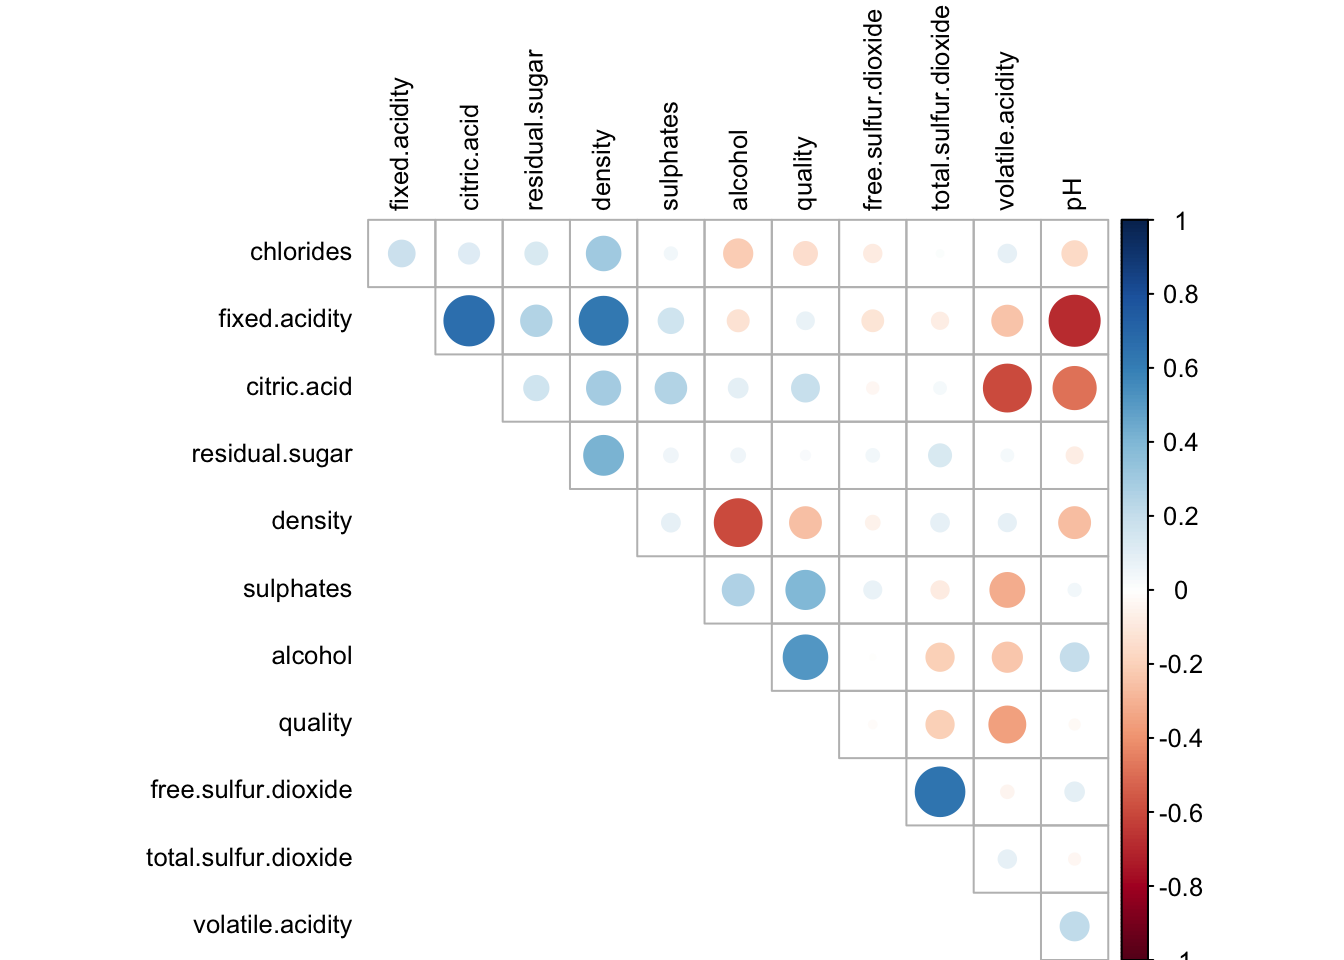 fixed.acidity
citric.acid
residual.sugar
density
sulphates
alcohol
quality
free.sulfur.dioxide
total.sulfur.dioxide
volatile.acidity
pH
chlorides
fixed.acidity
citric.acid
residual.sugar
density
sulphates
alcohol
quality
free.sulfur.dioxide
total.sulfur.dioxide
volatile.acidity
1
0.8
0.6
0.4
0.2
0
-0.2
-0.4
-0.6
-0.8
-1